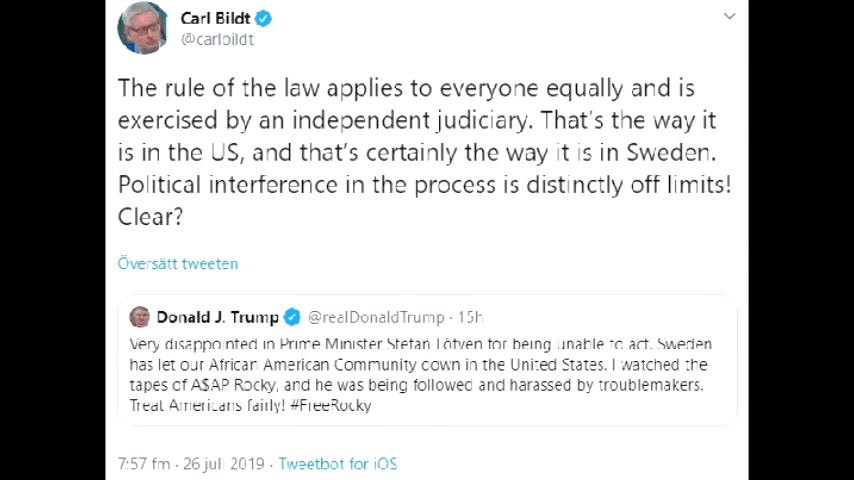 Carl Bildt
@carlbildt
The rule of the law applies to everyone equally and is
exercised by an independent judiciary. That's the way it
is in the US, and that's certainly the way it is in Sweden.
Political interference in the process is distinctly off limits!
Clear?
Översätt tweeten
Donald J. Trump @realDonaldTrump · 15h
Very disappointed in Prime Minister Stefan Löfven for being unable to act. Sweden
has let our African American Community down in the United States. I watched the
tapes of A$AP Rocky, and he was being followed and harassed by troublemakers.
Treat Americans fairly! #FreeRocky
7:57 fm · 26 juli 2019 · Tweetbot for iOS